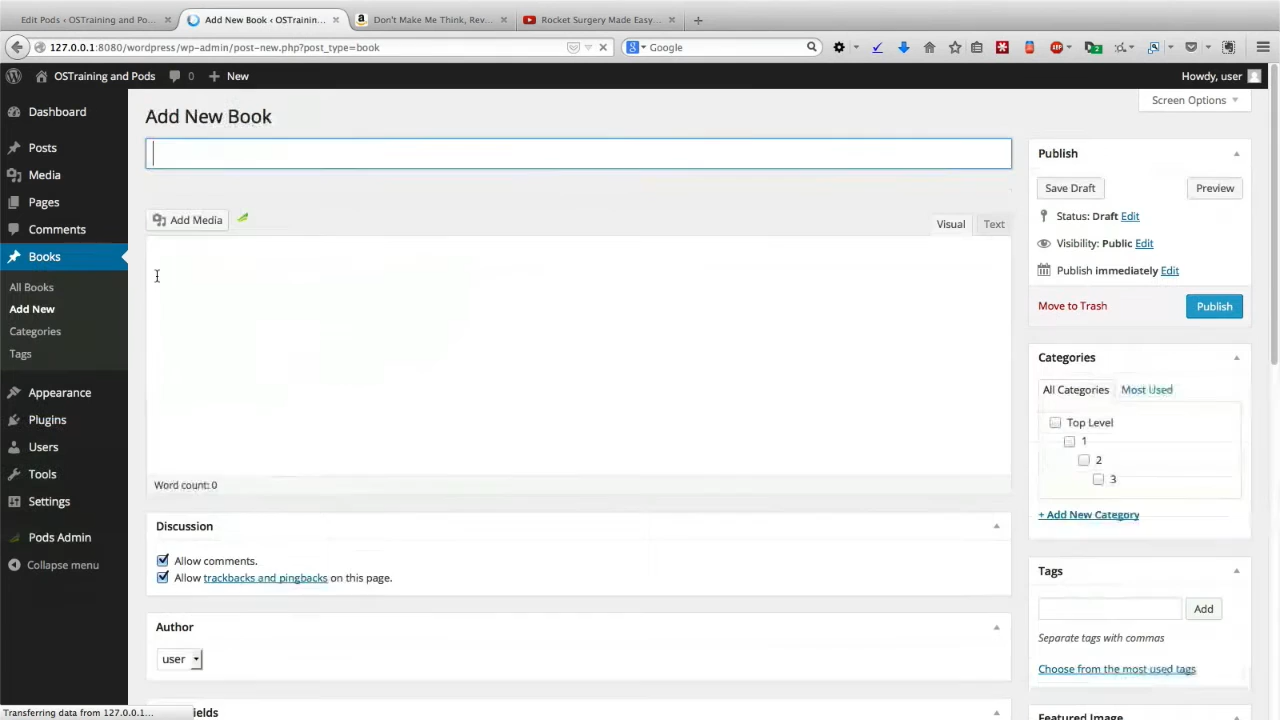 Edit Pods ‹ OSTraining and Po... ×
Add New Book ‹ OSTrainin... ×
Don't Make Me Think, Rev... ×
Rocket Surgery Made Easy... ×
+
127.0.0.1:8080/wordpress/wp-admin/post-new.php?post_type=book
Google
OSTraining and Pods 0 + New
Howdy, user
Screen Options
Dashboard
Posts
Media
Pages
Comments
Books
All Books
Add New
Categories
Tags
Appearance
Plugins
Users
Tools
Settings
Pods Admin
Collapse menu
Add New Book
Add Media
Visual Text
Word count: 0
Discussion
Allow comments.
Allow trackbacks and pingbacks on this page.
Author
user
ields
Publish
Save Draft Preview
Status: Draft Edit
Visibility: Public Edit
Publish immediately Edit
Move to Trash Publish
Categories
All Categories Most Used
Top Level
1
2
3
+ Add New Category
Tags
Add
Separate tags with commas
Choose from the most used tags
Featured Image
Transferring data from 127.0.0.1...